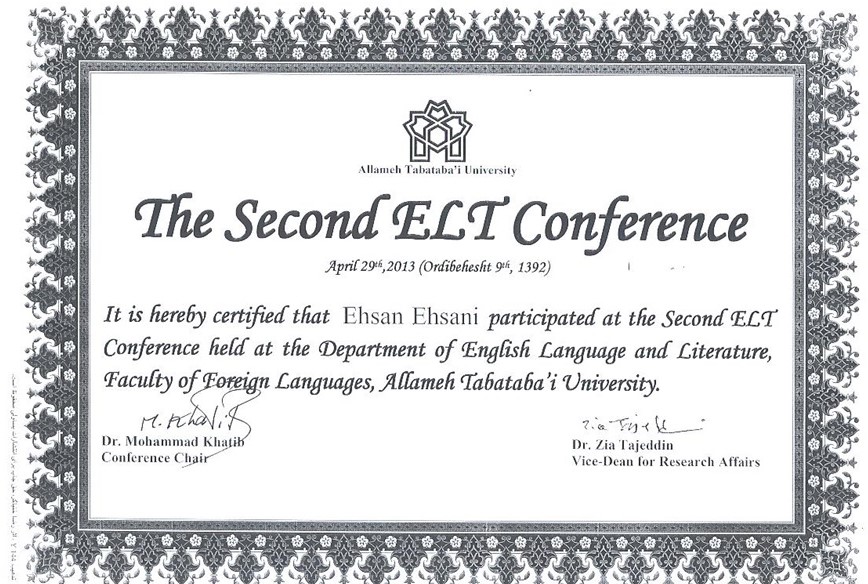 Allameh Tabataba'i University
The Second ELT Conference
April 29th,2013 (Ordibehesht 9th, 1392)
It is hereby certified that Ehsan Ehsani participated at the Second ELT
Conference held at the Department of English Language and Literature,
Faculty of Foreign Languages, Allameh Tabataba'i University.
M. Khatib
Dr. Mohammad Khatib
Conference Chair
Dr. Zia Tajeddin
Vice-Dean for Research Affairs